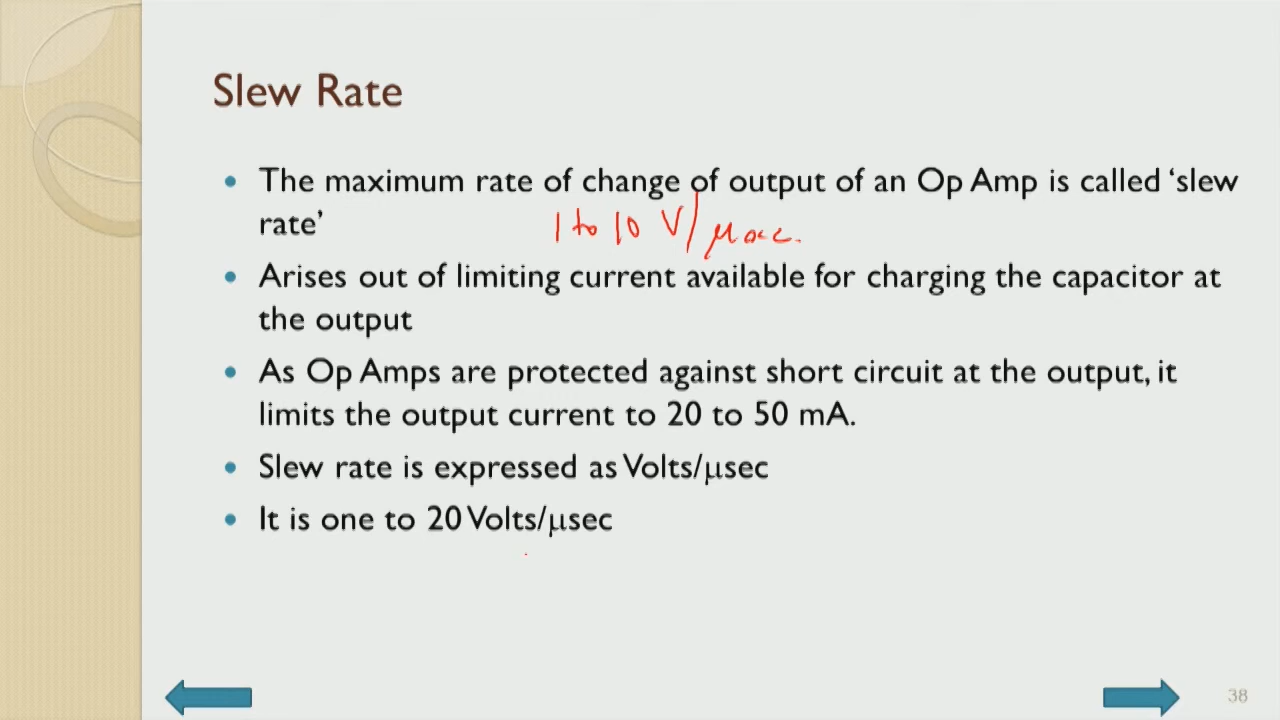 Slew Rate
• The maximum rate of change of output of an Op Amp is called ‘slew
rate’
1 to 10 V/μsec.
• Arises out of limiting current available for charging the capacitor at
the output
• As Op Amps are protected against short circuit at the output, it
limits the output current to 20 to 50 mA.
• Slew rate is expressed as Volts/μsec
• It is one to 20 Volts/μsec
38